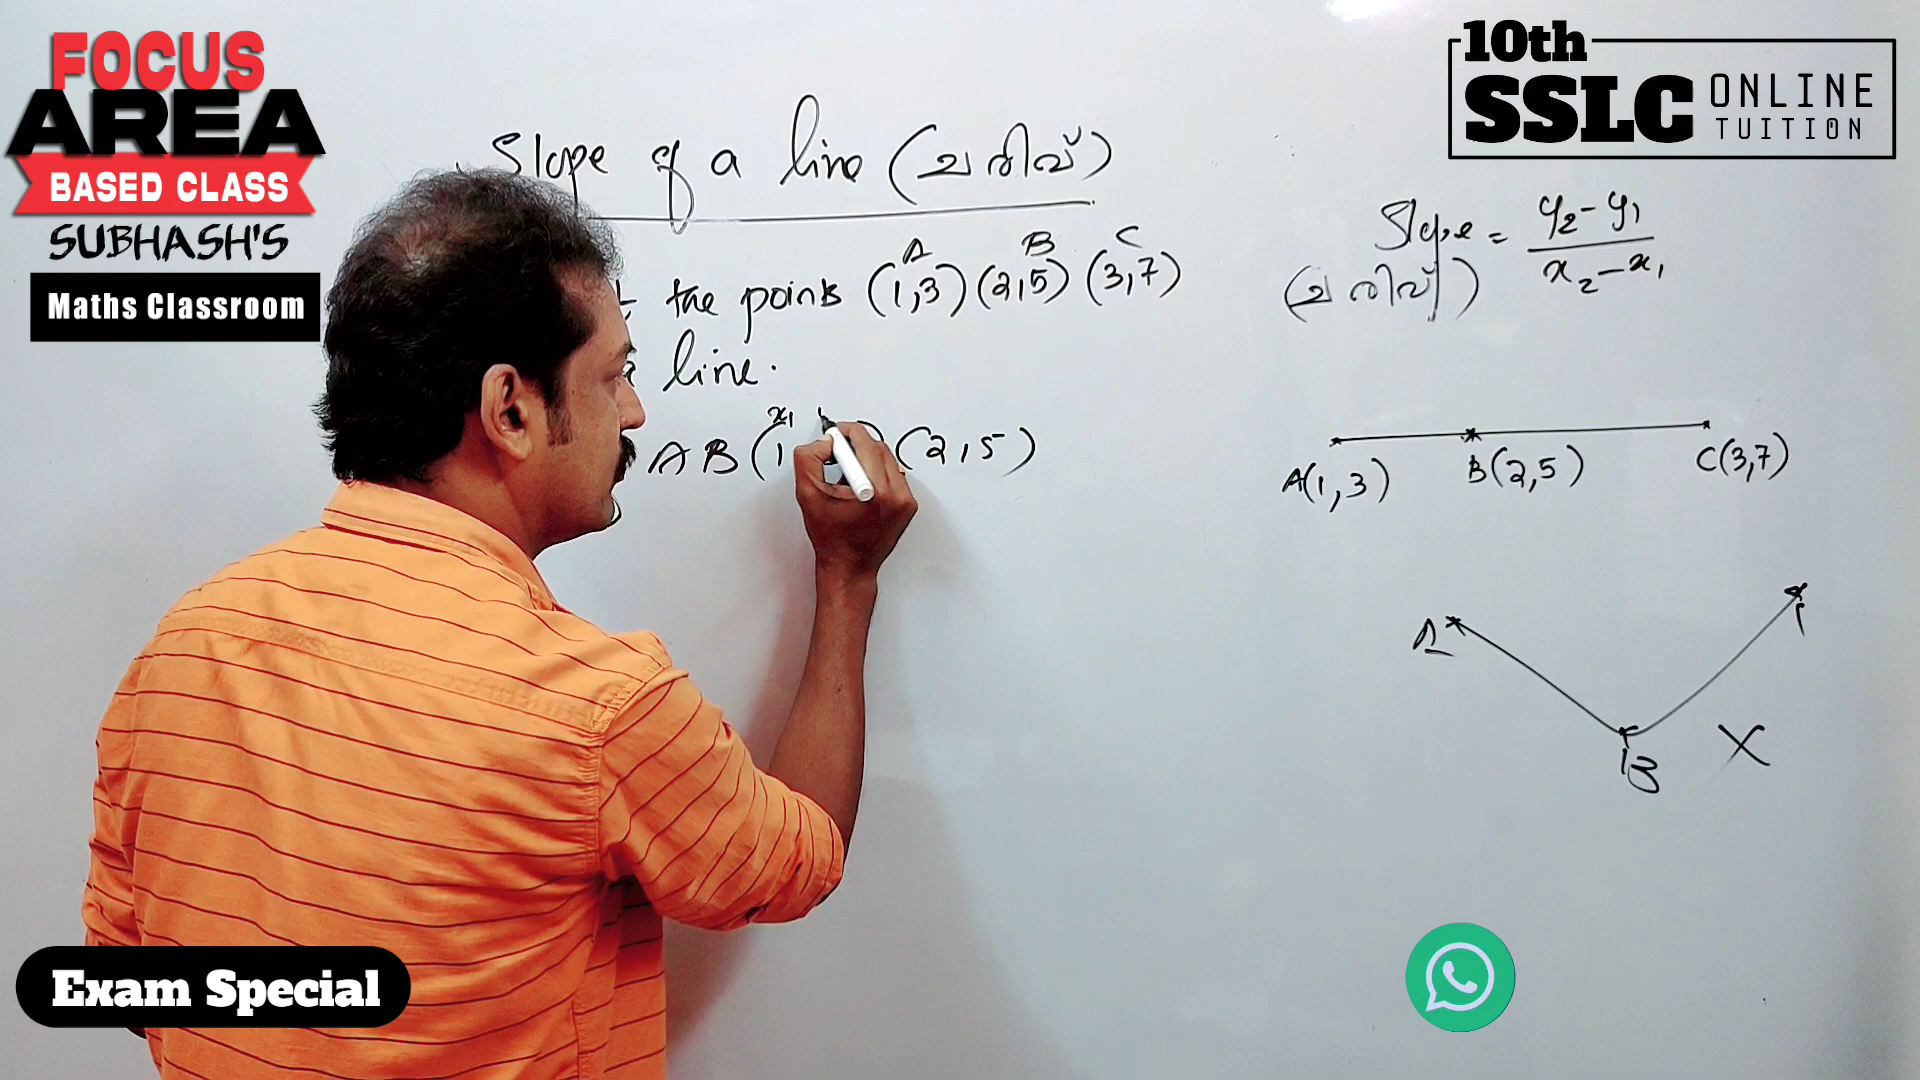 FOCUS
AREA
BASED CLASS
SUBHASH'S
Maths Classroom
10th
SSLC ONLINE
TUITION
Slope of a line (ചരിവ്)
A B C
the points (1,3) (2,5) (3,7)
line.
x1
AB (1 ) (2,5)
Slope = y2-y1 / x2-x1
(ചരിവ്)
A(1,3) B(2,5) C(3,7)
A
B X
Exam Special